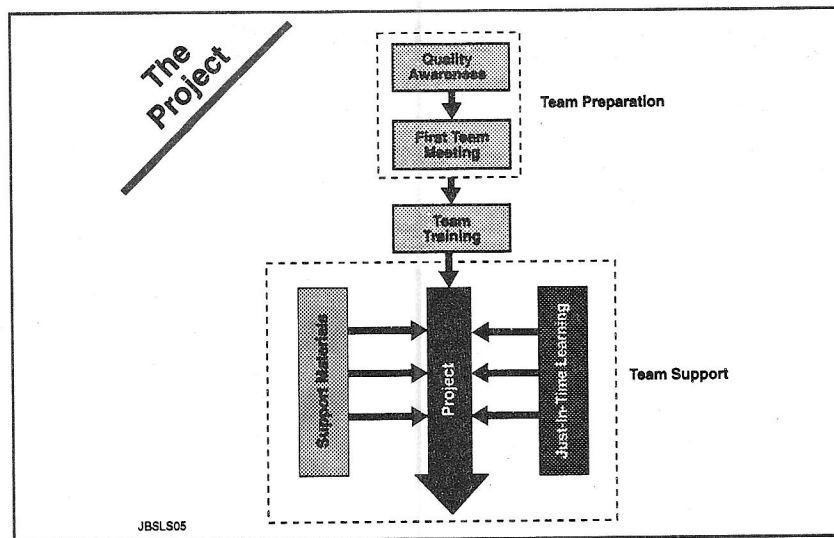 The
Project
Quality
Awareness
Team Preparation
First Team
Meeting
Team
Training
Support Materials
Project
Just-In-Time Learning
Team Support
JBSLS05